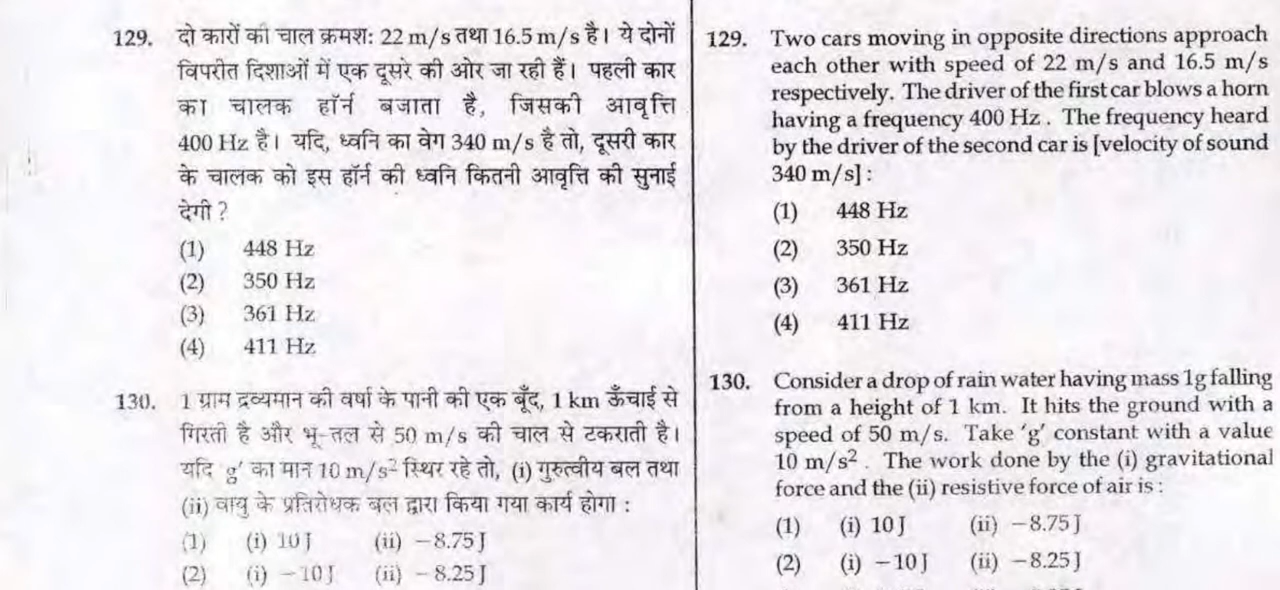 129. दो कारों की चाल क्रमश: 22 m/s तथा 16.5 m/s है। ये दोनों
विपरीत दिशाओं में एक दूसरे की ओर जा रही हैं। पहली कार
का चालक हॉर्न बजाता है, जिसकी आवृत्ति
400 Hz है। यदि, ध्वनि का वेग 340 m/s है तो, दूसरी कार
के चालक को इस हॉर्न की ध्वनि कितनी आवृत्ति की सुनाई
देगी ?
(1) 448 Hz
(2) 350 Hz
(3) 361 Hz
(4) 411 Hz
130. 1 ग्राम द्रव्यमान की वर्षा के पानी की एक बूँद, 1 km ऊँचाई से
गिरती है और भू-तल से 50 m/s की चाल से टकराती है।
यदि g' का मान 10 m/s² स्थिर रहे तो, (i) गुरुत्वीय बल तथा
(ii) वायु के प्रतिरोधक बल द्वारा किया गया कार्य होगा :
(1) (i) 10 J (ii) −8.75 J
(2) (i) −10 J (ii) −8.25 J
129. Two cars moving in opposite directions approach
each other with speed of 22 m/s and 16.5 m/s
respectively. The driver of the first car blows a horn
having a frequency 400 Hz . The frequency heard
by the driver of the second car is [velocity of sound
340 m/s] :
(1) 448 Hz
(2) 350 Hz
(3) 361 Hz
(4) 411 Hz
130. Consider a drop of rain water having mass 1g falling
from a height of 1 km. It hits the ground with a
speed of 50 m/s. Take 'g' constant with a value
10 m/s² . The work done by the (i) gravitational
force and the (ii) resistive force of air is :
(1) (i) 10 J (ii) −8.75 J
(2) (i) −10 J (ii) −8.25 J